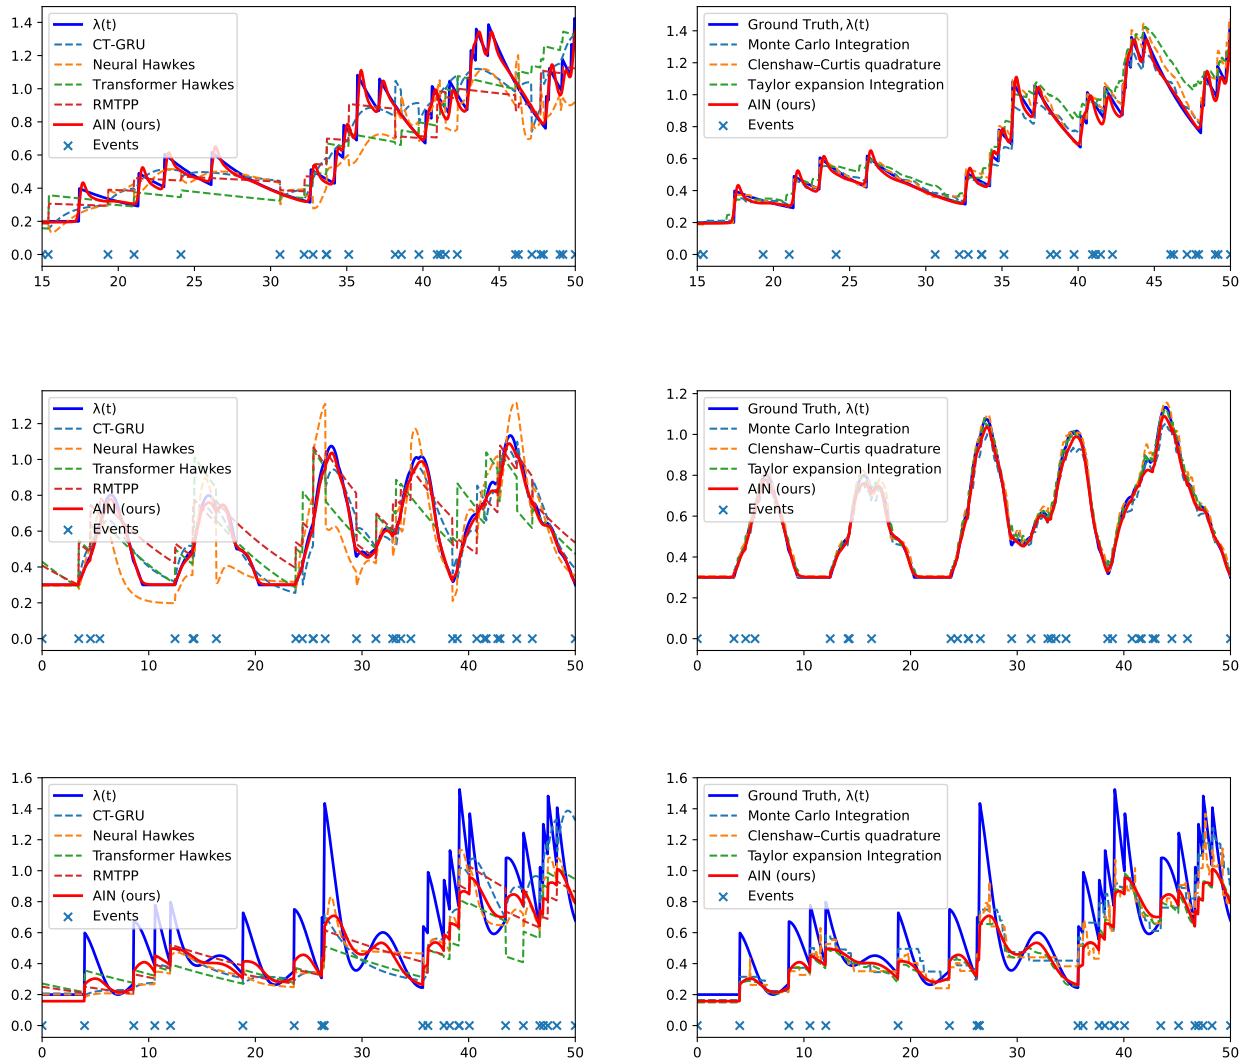 λ(t)
CT-GRU
Neural Hawkes
Transformer Hawkes
RMTPP
AIN (ours)
Events
1.4
1.2
1.0
0.8
0.6
0.4
0.2
0.0
15 20 25 30 35 40 45 50
Ground Truth, λ(t)
Monte Carlo Integration
Clenshaw–Curtis quadrature
Taylor expansion Integration
AIN (ours)
Events
1.4
1.2
1.0
0.8
0.6
0.4
0.2
0.0
15 20 25 30 35 40 45 50
λ(t)
CT-GRU
Neural Hawkes
Transformer Hawkes
RMTPP
AIN (ours)
Events
1.2
1.0
0.8
0.6
0.4
0.2
0.0
0 10 20 30 40 50
Ground Truth, λ(t)
Monte Carlo Integration
Clenshaw–Curtis quadrature
Taylor expansion Integration
AIN (ours)
Events
1.2
1.0
0.8
0.6
0.4
0.2
0.0
0 10 20 30 40 50
λ(t)
CT-GRU
Neural Hawkes
Transformer Hawkes
RMTPP
AIN (ours)
Events
1.6
1.4
1.2
1.0
0.8
0.6
0.4
0.2
0.0
0 10 20 30 40 50
Ground Truth, λ(t)
Monte Carlo Integration
Clenshaw–Curtis quadrature
Taylor expansion Integration
AIN (ours)
Events
1.6
1.4
1.2
1.0
0.8
0.6
0.4
0.2
0.0
0 10 20 30 40 50